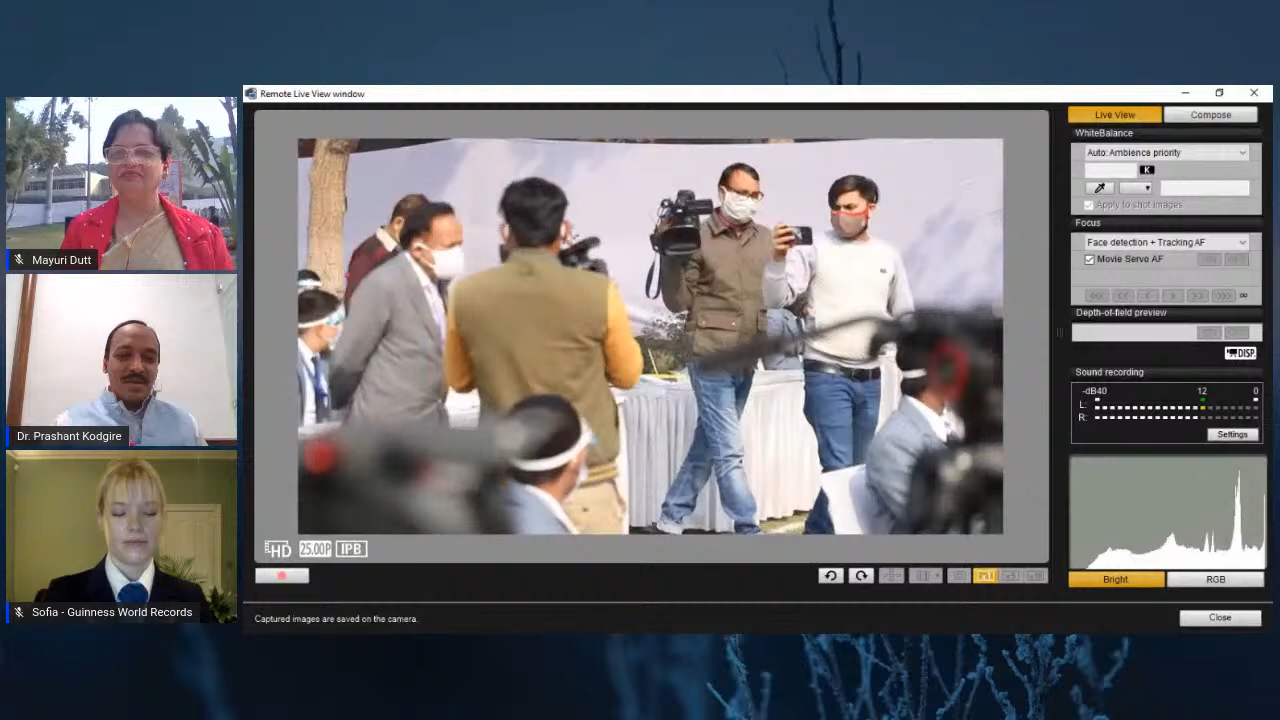 Remote Live View window
Live View
Compose
WhiteBalance
Auto: Ambience priority
K
Apply to shot images
Focus
Face detection + Tracking AF
Movie Servo AF
Depth-of-field preview
DISP.
Sound recording
-dB40 12 0
L:
R:
Settings
Bright
RGB
HD 25.00P IPB
Captured images are saved on the camera.
Close
Mayuri Dutt
Dr. Prashant Kodgire
Sofia - Guinness World Records